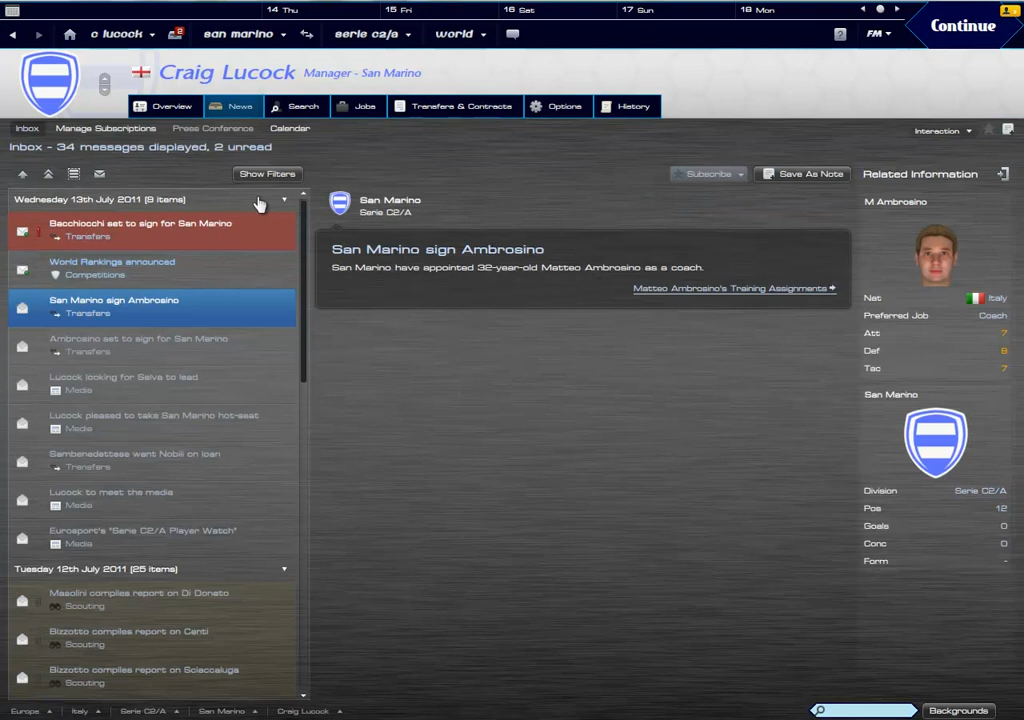 14 Thu 15 Fri 16 Sat 17 Sun 18 Mon
c lucock 2 san marino serie c2/a world FM Continue
Craig Lucock Manager - San Marino
Overview News Search Jobs Transfers & Contracts Options History
Inbox Manage Subscriptions Press Conference Calendar Interaction
Inbox - 34 messages displayed, 2 unread
Show Filters Subscribe Save As Note Related Information
Wednesday 13th July 2011 (9 items)
Bacchiocchi set to sign for San Marino
Transfers
World Rankings announced
Competitions
San Marino sign Ambrosino
Transfers
Ambrosino set to sign for San Marino
Transfers
Lucock looking for Selva to lead
Media
Lucock pleased to take San Marino hot-seat
Media
Sambenedettese want Nobili on loan
Transfers
Lucock to meet the media
Media
Eurosport's "Serie C2/A Player Watch"
Media
Tuesday 12th July 2011 (25 items)
Masolini compiles report on Di Donato
Scouting
Bizzotto compiles report on Centi
Scouting
Bizzotto compiles report on Sciaccaluga
Scouting
San Marino
Serie C2/A
San Marino sign Ambrosino
San Marino have appointed 32-year-old Matteo Ambrosino as a coach.
Matteo Ambrosino's Training Assignments
M Ambrosino
Nat Italy
Preferred Job Coach
Att 7
Def 8
Tac 7
San Marino
Division Serie C2/A
Pos 12
Goals 0
Conc 0
Form -
Europe Italy Serie C2/A San Marino Craig Lucock Backgrounds